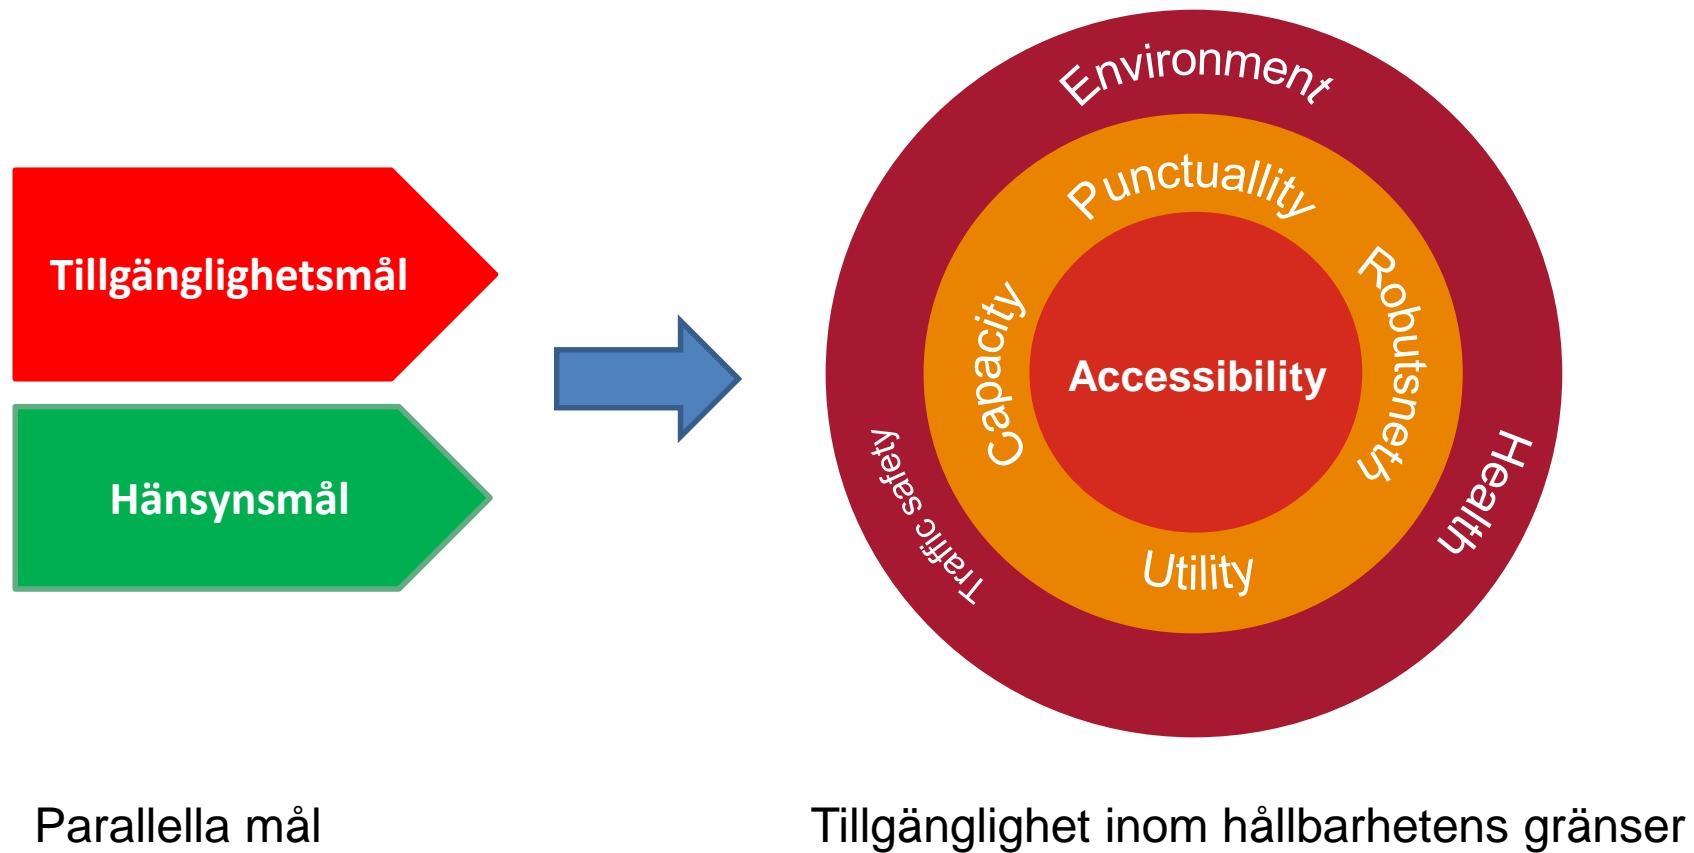 Tillgänglighetsmål
Hänsynsmål
Environment
Punctuallity
Robutsneth
Capacity
Accessibility
Traffic safety
Health
Utility
Parallella mål
Tillgänglighet inom hållbarhetens gränser